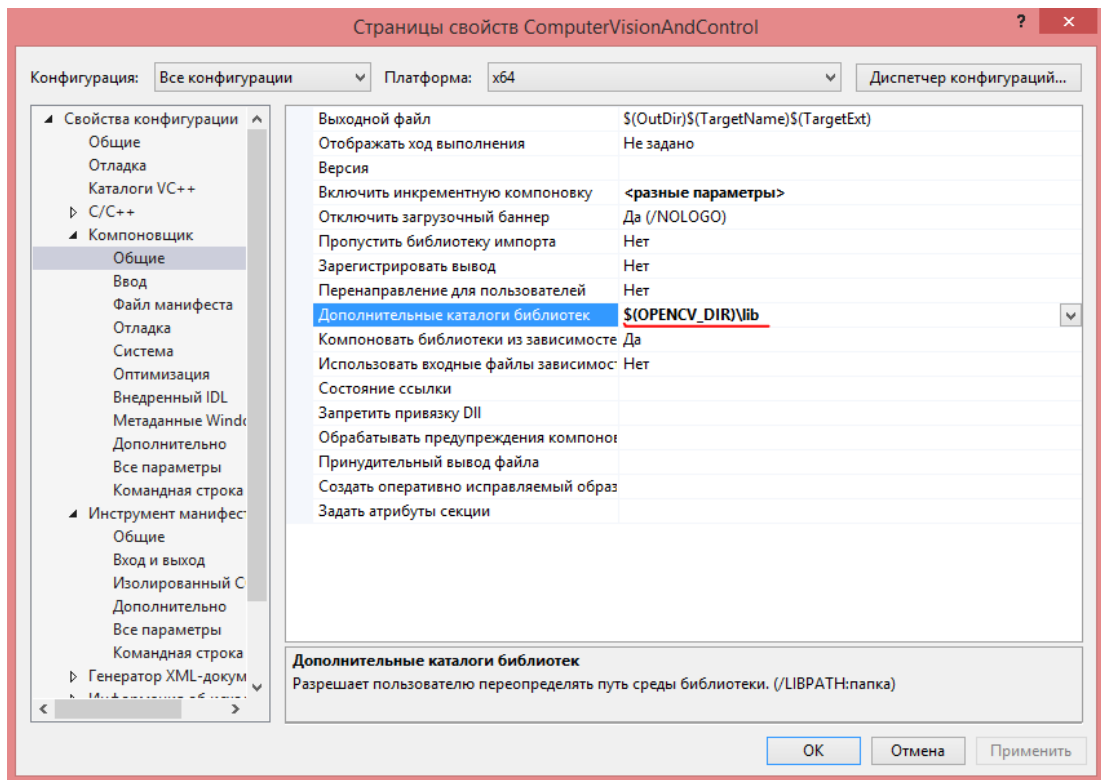 Страницы свойств ComputerVisionAndControl
?
×
Конфигурация: Все конфигурации Платформа: x64 Диспетчер конфигураций...
Свойства конфигурации
Общие
Отладка
Каталоги VC++
C/C++
Компоновщик
Общие
Ввод
Файл манифеста
Отладка
Система
Оптимизация
Внедренный IDL
Метаданные Windo
Дополнительно
Все параметры
Командная строка
Инструмент манифес
Общие
Вход и выход
Изолированный C
Дополнительно
Все параметры
Командная строка
Генератор XML-докум
Выходной файл $(OutDir)$(TargetName)$(TargetExt)
Отображать ход выполнения Не задано
Версия
Включить инкрементную компоновку <разные параметры>
Отключить загрузочный баннер Да (/NOLOGO)
Пропустить библиотеку импорта Нет
Зарегистрировать вывод Нет
Перенаправление для пользователей Нет
Дополнительные каталоги библиотек $(OPENCV_DIR)\lib
Компоновать библиотеки из зависимосте Да
Использовать входные файлы зависимос Нет
Состояние ссылки
Запретить привязку Dll
Обрабатывать предупреждения компонов
Принудительный вывод файла
Создать оперативно исправляемый образ
Задать атрибуты секции
Дополнительные каталоги библиотек
Разрешает пользователю переопределять путь среды библиотеки. (/LIBPATH:папка)
ОК Отмена Применить